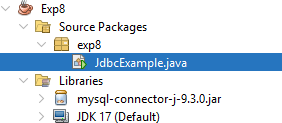 Exp8
Source Packages
exp8
JdbcExample.java
Libraries
mysql-connector-j-9.3.0.jar
JDK 17 (Default)